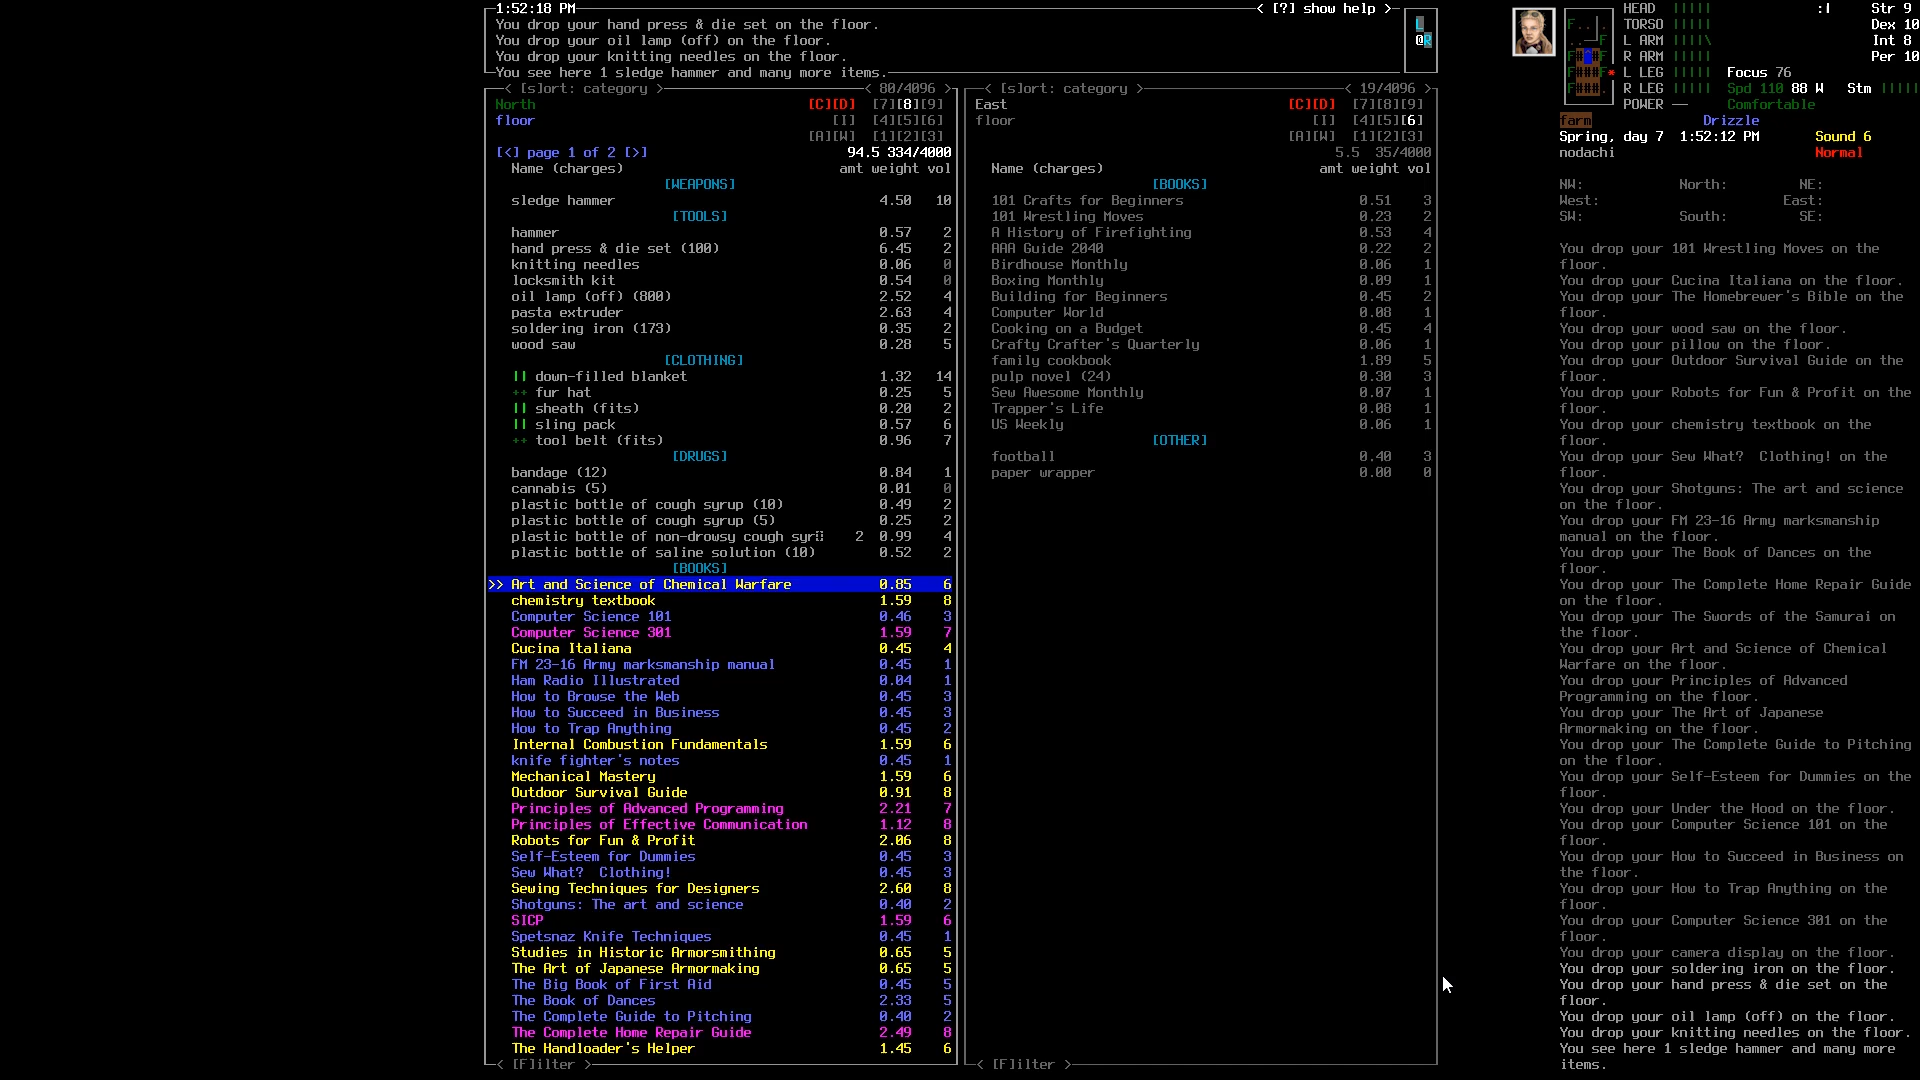 1:52:18 PM < [?] show help >
You drop your hand press & die set on the floor.
You drop your oil lamp (off) on the floor.
You drop your knitting needles on the floor.
You see here 1 sledge hammer and many more items.
< [s]ort: category > < 80/4096 >
North [C][D] [7][8][9]
floor [I] [4][5][6]
[A][W] [1][2][3]
[<] page 1 of 2 [>] 94.5 334/4000
Name (charges) amt weight vol
[WEAPONS]
sledge hammer 4.50 10
[TOOLS]
hammer 0.57 2
hand press & die set (100) 6.45 2
knitting needles 0.06 0
locksmith kit 0.54 0
oil lamp (off) (800) 2.52 4
pasta extruder 2.63 4
soldering iron (173) 0.35 2
wood saw 0.28 5
[CLOTHING]
|| down-filled blanket 1.32 14
++ fur hat 0.25 5
|| sheath (fits) 0.20 2
|| sling pack 0.57 6
++ tool belt (fits) 0.96 7
[DRUGS]
bandage (12) 0.84 1
cannabis (5) 0.01 0
plastic bottle of cough syrup (10) 0.49 2
plastic bottle of cough syrup (5) 0.25 2
plastic bottle of non-drowsy cough syr 2 0.99 4
plastic bottle of saline solution (10) 0.52 2
[BOOKS]
>> Art and Science of Chemical Warfare 0.85 6
chemistry textbook 1.59 8
Computer Science 101 0.46 3
Computer Science 301 1.59 7
Cucina Italiana 0.45 4
FM 23-16 Army marksmanship manual 0.45 1
Ham Radio Illustrated 0.04 1
How to Browse the Web 0.45 3
How to Succeed in Business 0.45 3
How to Trap Anything 0.45 2
Internal Combustion Fundamentals 1.59 6
knife fighter's notes 0.45 1
Mechanical Mastery 1.59 6
Outdoor Survival Guide 0.91 8
Principles of Advanced Programming 2.21 7
Principles of Effective Communication 1.12 8
Robots for Fun & Profit 2.06 8
Self-Esteem for Dummies 0.45 3
Sew What?  Clothing! 0.45 3
Sewing Techniques for Designers 2.60 8
Shotguns: The art and science 0.40 2
SICP 1.59 6
Spetsnaz Knife Techniques 0.45 1
Studies in Historic Armorsmithing 0.65 5
The Art of Japanese Armormaking 0.65 5
The Big Book of First Aid 0.45 5
The Book of Dances 2.33 5
The Complete Guide to Pitching 0.40 2
The Complete Home Repair Guide 2.49 8
The Handloader's Helper 1.45 6
< [F]ilter >
< [s]ort: category > < 19/4096 >
East [C][D] [7][8][9]
floor [I] [4][5][6]
[A][W] [1][2][3]
5.5 35/4000
Name (charges) amt weight vol
[BOOKS]
101 Crafts for Beginners 0.51 3
101 Wrestling Moves 0.23 2
A History of Firefighting 0.53 4
AAA Guide 2040 0.22 2
Birdhouse Monthly 0.06 1
Boxing Monthly 0.09 1
Building for Beginners 0.45 2
Computer World 0.08 1
Cooking on a Budget 0.45 4
Crafty Crafter's Quarterly 0.06 1
family cookbook 1.89 5
pulp novel (24) 0.30 3
Sew Awesome Monthly 0.07 1
Trapper's Life 0.08 1
US Weekly 0.06 1
[OTHER]
football 0.40 3
paper wrapper 0.00 0
< [F]ilter >
HEAD ||||| :| Str 9
TORSO ||||| Dex 10
L ARM ||||\ Int 8
R ARM ||||| Per 10
L LEG ||||| Focus 76
R LEG ||||| Spd 110 88 W Stm |||||
POWER -- Comfortable
farm Drizzle
Spring, day 7 1:52:12 PM Sound 6
nodachi Normal
NW: North: NE:
West: East:
SW: South: SE:
You drop your 101 Wrestling Moves on the
floor.
You drop your Cucina Italiana on the floor.
You drop your The Homebrewer's Bible on the
floor.
You drop your wood saw on the floor.
You drop your pillow on the floor.
You drop your Outdoor Survival Guide on the
floor.
You drop your Robots for Fun & Profit on the
floor.
You drop your chemistry textbook on the
floor.
You drop your Sew What?  Clothing! on the
floor.
You drop your Shotguns: The art and science
on the floor.
You drop your FM 23-16 Army marksmanship
manual on the floor.
You drop your The Book of Dances on the
floor.
You drop your The Complete Home Repair Guide
on the floor.
You drop your The Swords of the Samurai on
the floor.
You drop your Art and Science of Chemical
Warfare on the floor.
You drop your Principles of Advanced
Programming on the floor.
You drop your The Art of Japanese
Armormaking on the floor.
You drop your The Complete Guide to Pitching
on the floor.
You drop your Self-Esteem for Dummies on the
floor.
You drop your Under the Hood on the floor.
You drop your Computer Science 101 on the
floor.
You drop your How to Succeed in Business on
the floor.
You drop your How to Trap Anything on the
floor.
You drop your Computer Science 301 on the
floor.
You drop your camera display on the floor.
You drop your soldering iron on the floor.
You drop your hand press & die set on the
floor.
You drop your oil lamp (off) on the floor.
You drop your knitting needles on the floor.
You see here 1 sledge hammer and many more
items.